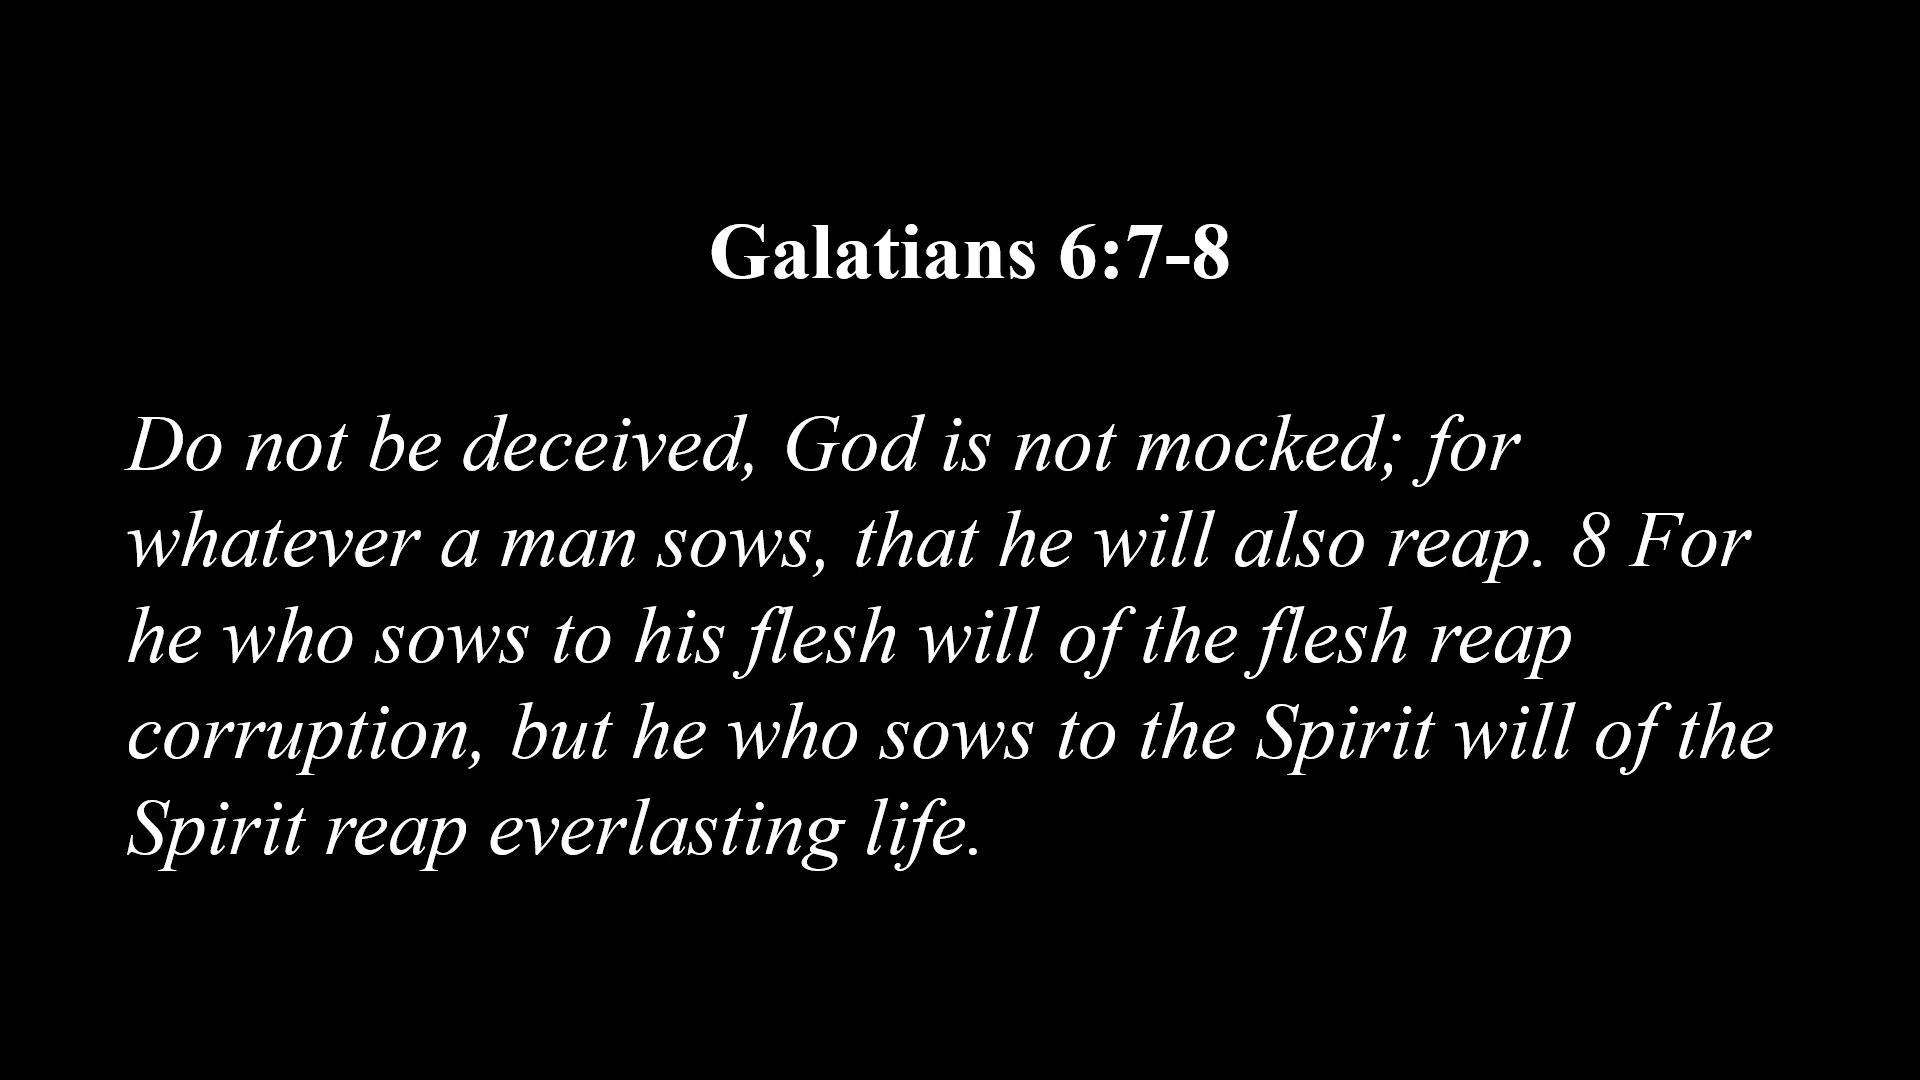 Galatians 6:7-8
Do not be deceived, God is not mocked; for
whatever a man sows, that he will also reap. 8 For
he who sows to his flesh will of the flesh reap
corruption, but he who sows to the Spirit will of the
Spirit reap everlasting life.